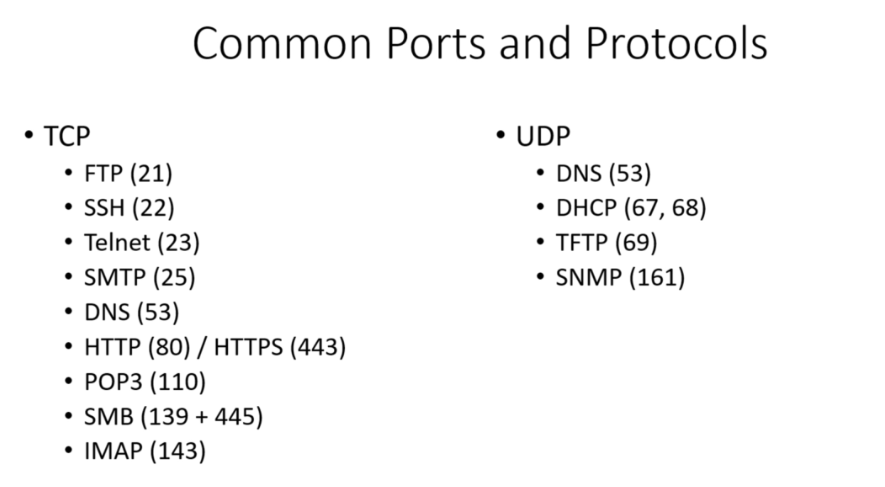 Common Ports and Protocols
• TCP
• FTP (21)
• SSH (22)
• Telnet (23)
• SMTP (25)
• DNS (53)
• HTTP (80) / HTTPS (443)
• POP3 (110)
• SMB (139 + 445)
• IMAP (143)
• UDP
• DNS (53)
• DHCP (67, 68)
• TFTP (69)
• SNMP (161)